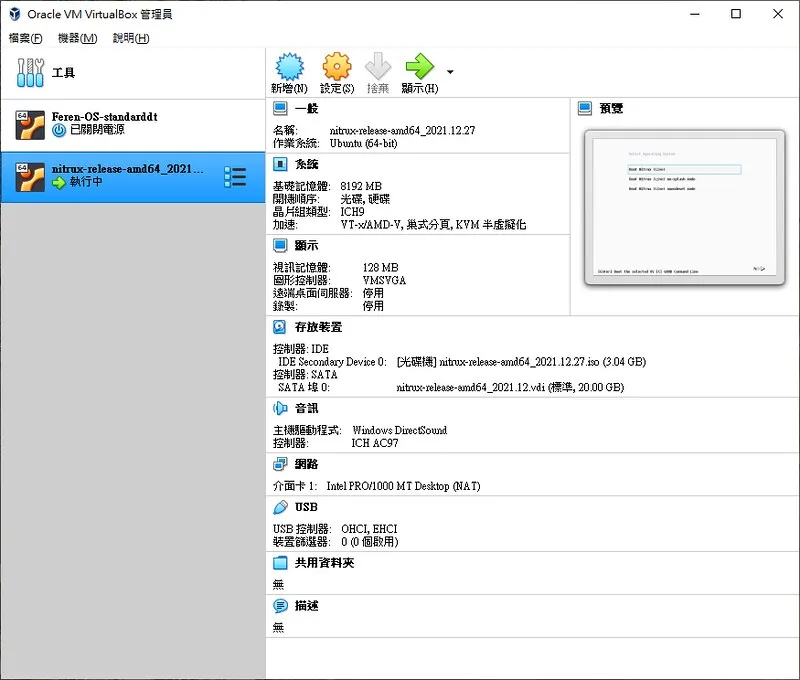 Oracle VM VirtualBox 管理員
檔案(F) 機器(M) 說明(H)
工具
新增(N) 設定(S) 捨棄 顯示(H)
64
Feren-OS-standarddt
已關閉電源
64
nitrux-release-amd64_2021...
執行中
一般
名稱: nitrux-release-amd64_2021.12.27
作業系統: Ubuntu (64-bit)
系統
基礎記憶體: 8192 MB
開機順序: 光碟, 硬碟
晶片組類型: ICH9
加速: VT-x/AMD-V, 巢式分頁, KVM 半虛擬化
顯示
視訊記憶體: 128 MB
圖形控制器: VMSVGA
遠端桌面伺服器: 停用
錄製: 停用
預覽
Select Operating System
存放裝置
控制器: IDE
IDE Secondary Device 0: [光碟機] nitrux-release-amd64_2021.12.27.iso (3.04 GB)
控制器: SATA
SATA 埠 0: nitrux-release-amd64_2021.12.vdi (標準, 20.00 GB)
音訊
主機驅動程式: Windows DirectSound
控制器: ICH AC97
網路
介面卡 1: Intel PRO/1000 MT Desktop (NAT)
USB
USB 控制器: OHCI, EHCI
裝置篩選器: 0 (0 個啟用)
共用資料夾
無
描述
無